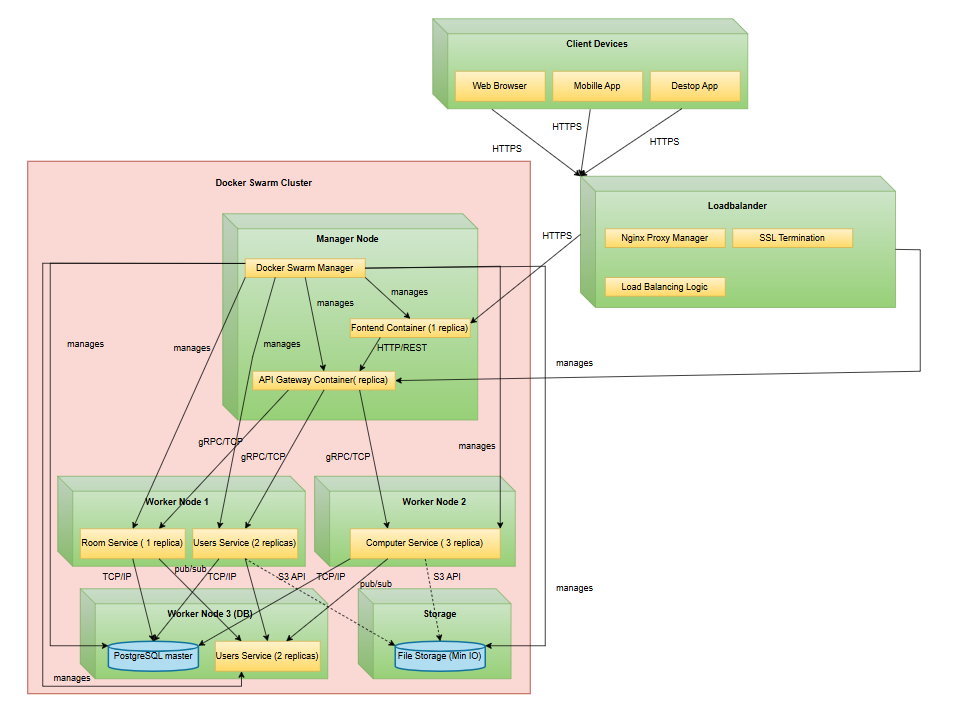 Client Devices
Web Browser
Mobille App
Destop App
HTTPS
HTTPS
HTTPS
Docker Swarm Cluster
Loadbalander
Nginx Proxy Manager
SSL Termination
Load Balancing Logic
HTTPS
Manager Node
Docker Swarm Manager
manages
manages
Fontend Container (1 replica)
manages
manages
manages
HTTP/REST
manages
API Gateway Container( replica)
gRPC/TCP
gRPC/TCP
gRPC/TCP
manages
Worker Node 1
Worker Node 2
Room Service ( 1 replica)
Users Service (2 replicas)
Computer Service ( 3 replica)
TCP/IP
pub/sub
TCP/IP
S3 API
TCP/IP
pub/sub
S3 API
manages
Worker Node 3 (DB)
Storage
PostgreSQL master
Users Service (2 replicas)
File Storage (Min IO)
manages